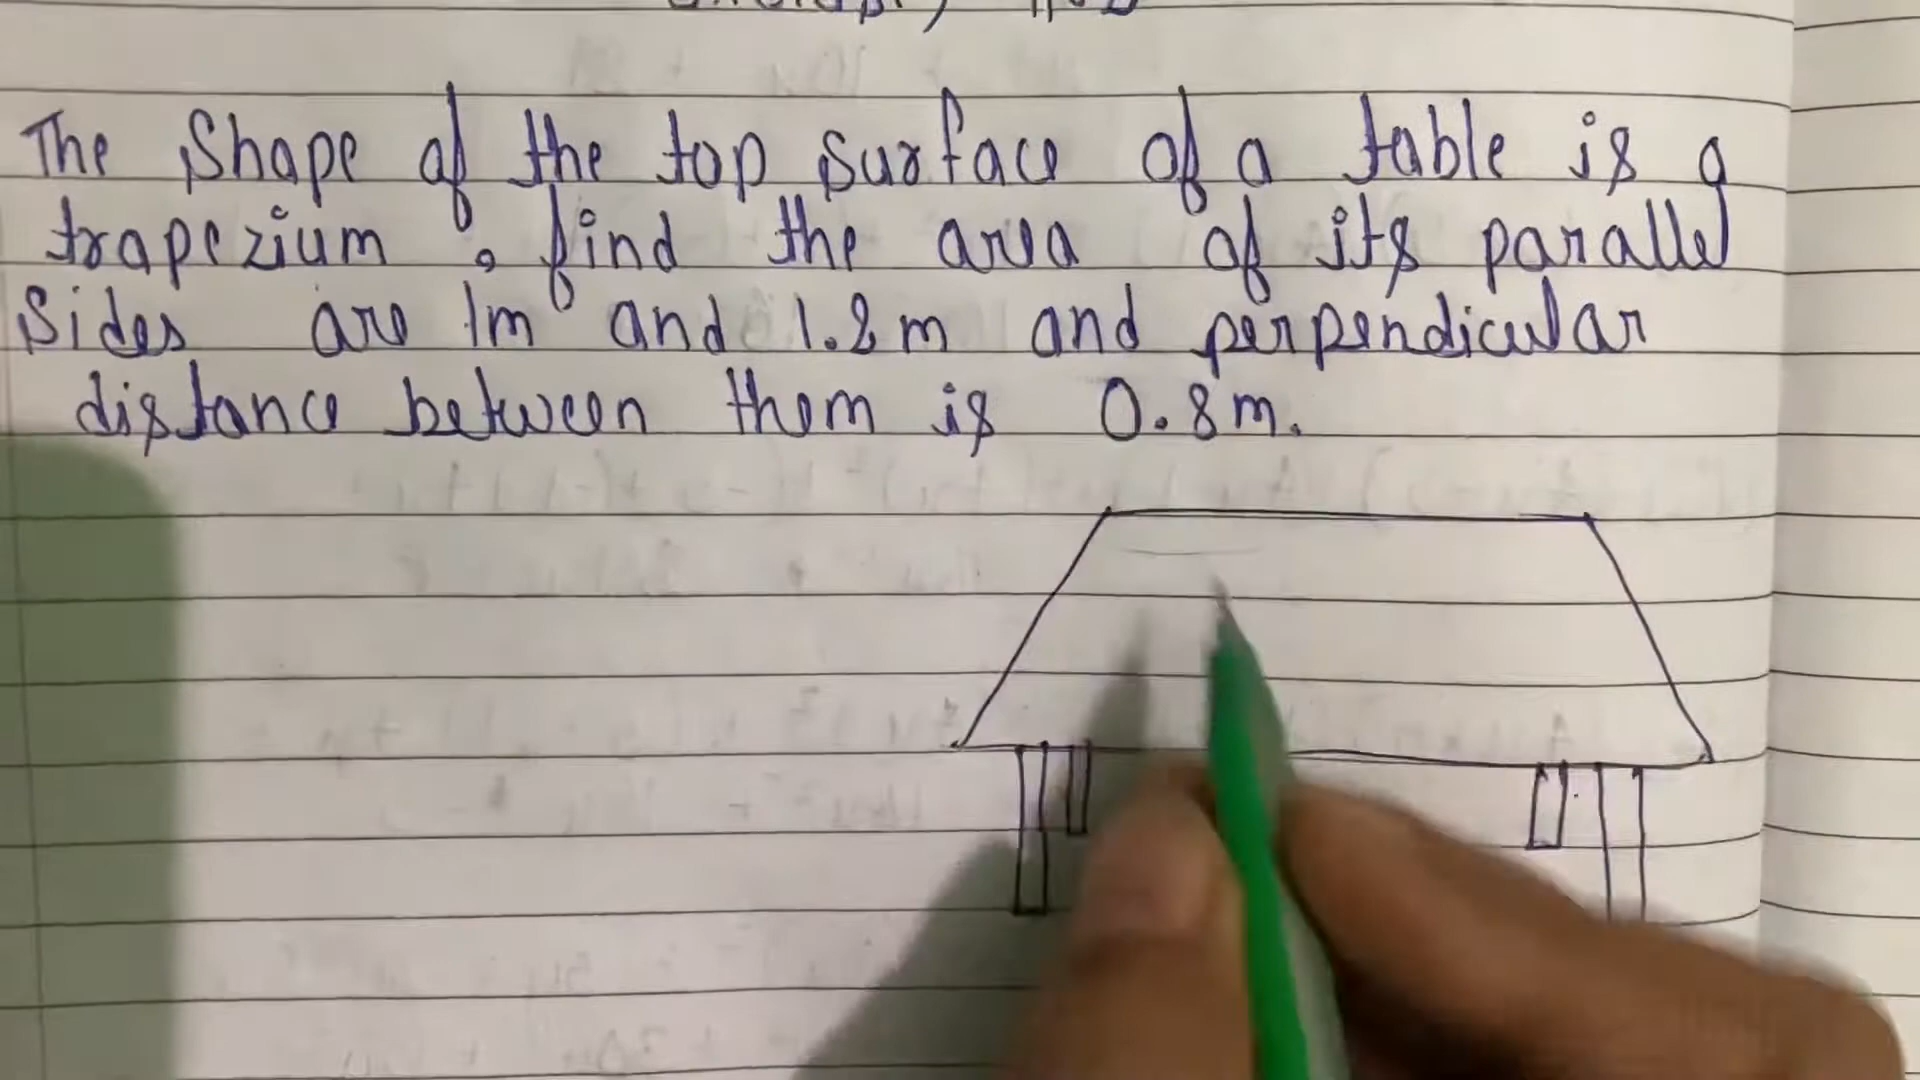 The Shape of the top surface of a table is a
trapezium. find the area of its parallel
Sides are 1m and 1.2m and perpendicular
distance between them is 0.8m.